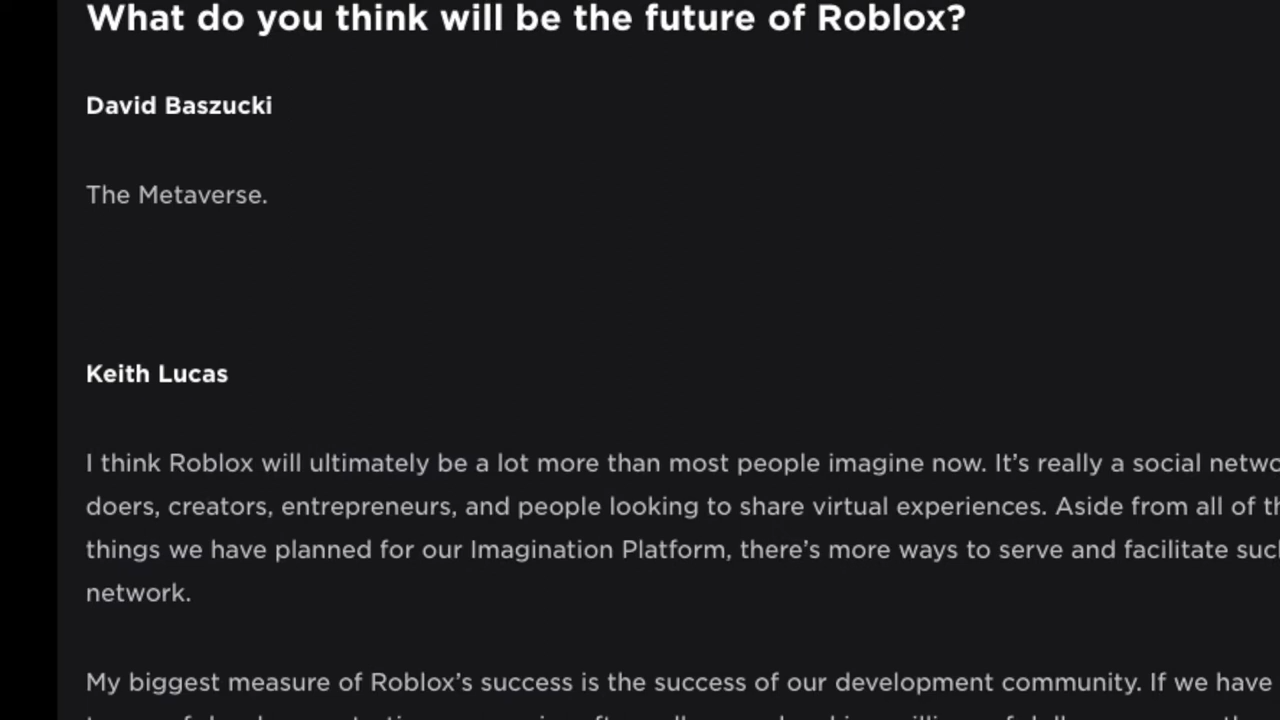 What do you think will be the future of Roblox?
David Baszucki
The Metaverse.
Keith Lucas
I think Roblox will ultimately be a lot more than most people imagine now. It’s really a social
doers, creators, entrepreneurs, and people looking to share virtual experiences. Aside from all of
things we have planned for our Imagination Platform, there’s more ways to serve and facilitate
network.
My biggest measure of Roblox’s success is the success of our development community. If we have